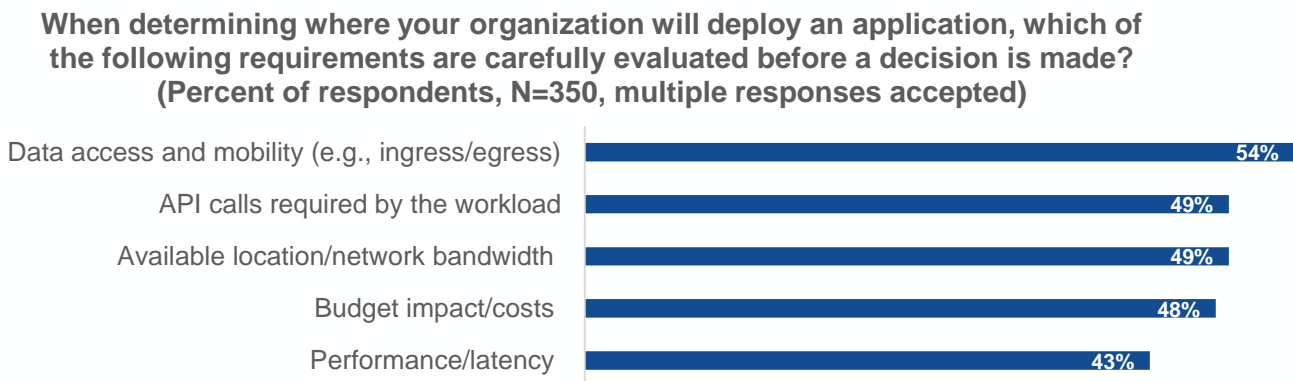 When determining where your organization will deploy an application, which of
the following requirements are carefully evaluated before a decision is made?
(Percent of respondents, N=350, multiple responses accepted)
Data access and mobility (e.g., ingress/egress) 54%
API calls required by the workload 49%
Available location/network bandwidth 49%
Budget impact/costs 48%
Performance/latency 43%